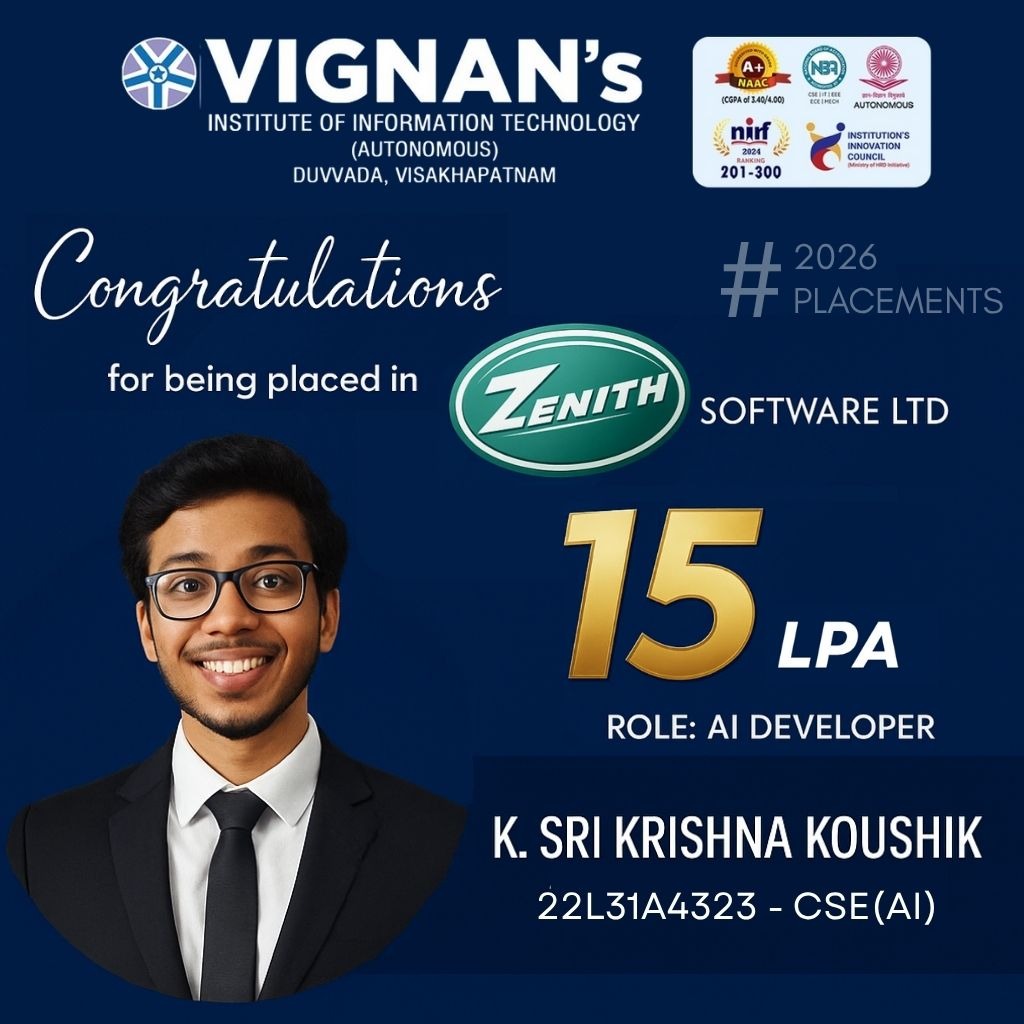 VIGNAN's
INSTITUTE OF INFORMATION TECHNOLOGY
(AUTONOMOUS)
DUVVADA, VISAKHAPATNAM
A+
NAAC
(CGPA of 3.40/4.00)
NBA
CSE | IT | EEE
ECE | MECH
AUTONOMOUS
nirf
2024
RANKING
201-300
INSTITUTION'S
INNOVATION
COUNCIL
(Ministry of HRD Initiative)
Congratulations
# 2026
PLACEMENTS
for being placed in
ZENITH
SOFTWARE LTD
15 LPA
ROLE: AI DEVELOPER
K. SRI KRISHNA KOUSHIK
22L31A4323 - CSE(AI)